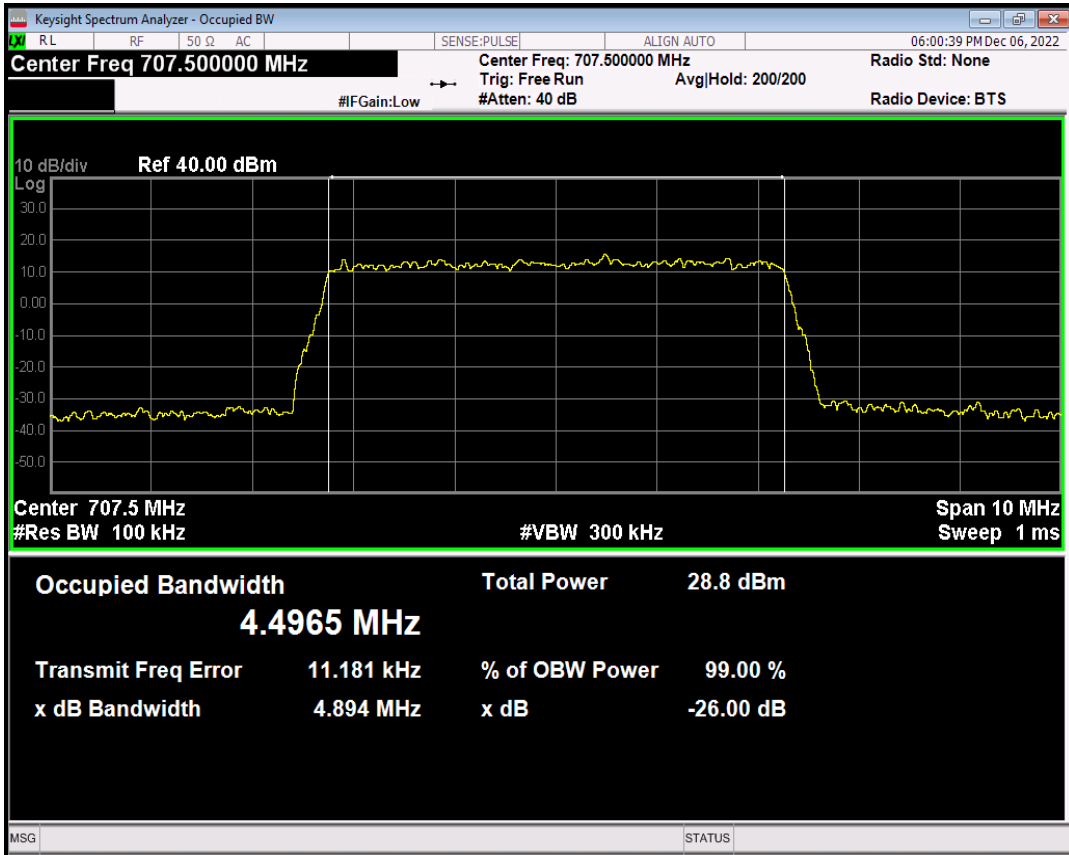 Keysight Spectrum Analyzer - Occupied BW
LXI RL RF 50 Ω AC SENSE:PULSE ALIGN AUTO 06:00:39 PM Dec 06, 2022
Center Freq 707.500000 MHz
Center Freq: 707.500000 MHz Radio Std: None
Trig: Free Run Avg|Hold: 200/200
#IFGain:Low #Atten: 40 dB Radio Device: BTS
10 dB/div Ref 40.00 dBm
Log
30.0
20.0
10.0
0.00
-10.0
-20.0
-30.0
-40.0
-50.0
Center 707.5 MHz Span 10 MHz
#Res BW 100 kHz #VBW 300 kHz Sweep 1 ms
Occupied Bandwidth Total Power 28.8 dBm
4.4965 MHz
Transmit Freq Error 11.181 kHz % of OBW Power 99.00 %
x dB Bandwidth 4.894 MHz x dB -26.00 dB
MSG STATUS